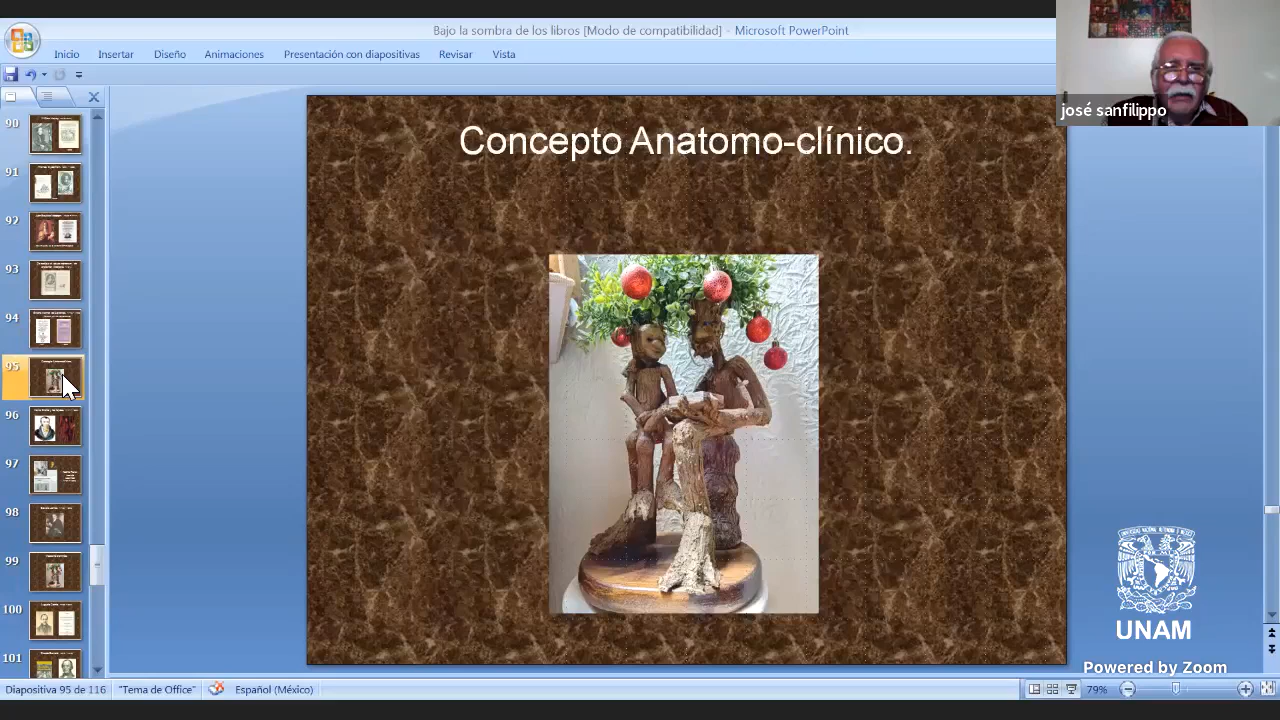 Bajo la sombra de los libros [Modo de compatibilidad] - Microsoft PowerPoint
Inicio Insertar Diseño Animaciones Presentación con diapositivas Revisar Vista
josé sanfilippo
Concepto Anatomo-clínico.
90
91
92
93
94
95
96
97
98
99
100
101
UNAM
Powered by Zoom
Diapositiva 95 de 116 "Tema de Office" Español (México) 79%